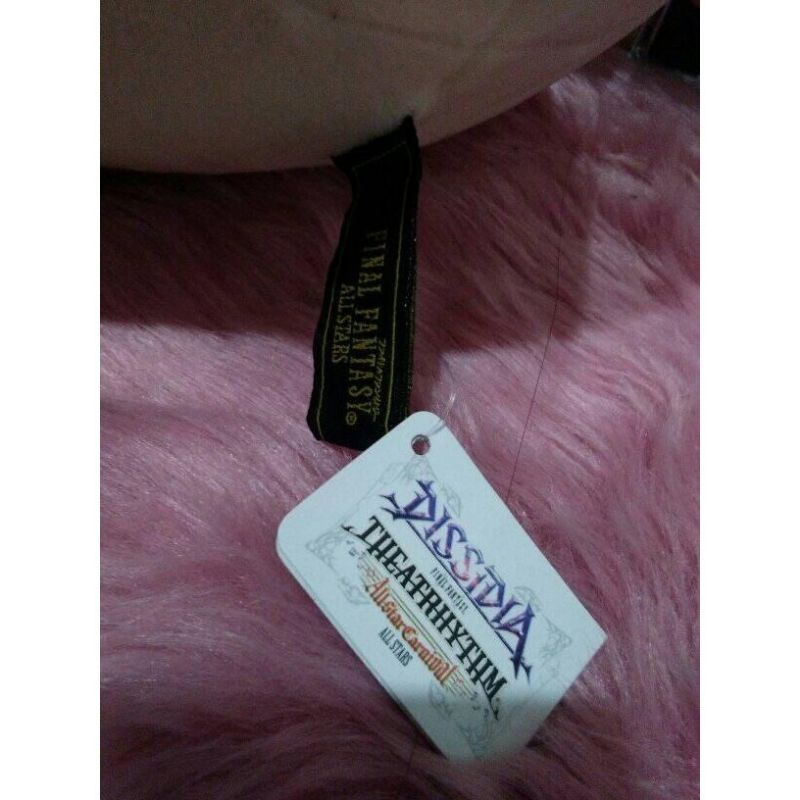 FINAL FANTASY®
ALL STARS
DISSIDIA
FINAL FANTASY
THEATRHYTHM
All-Star Carnival
ALL STARS